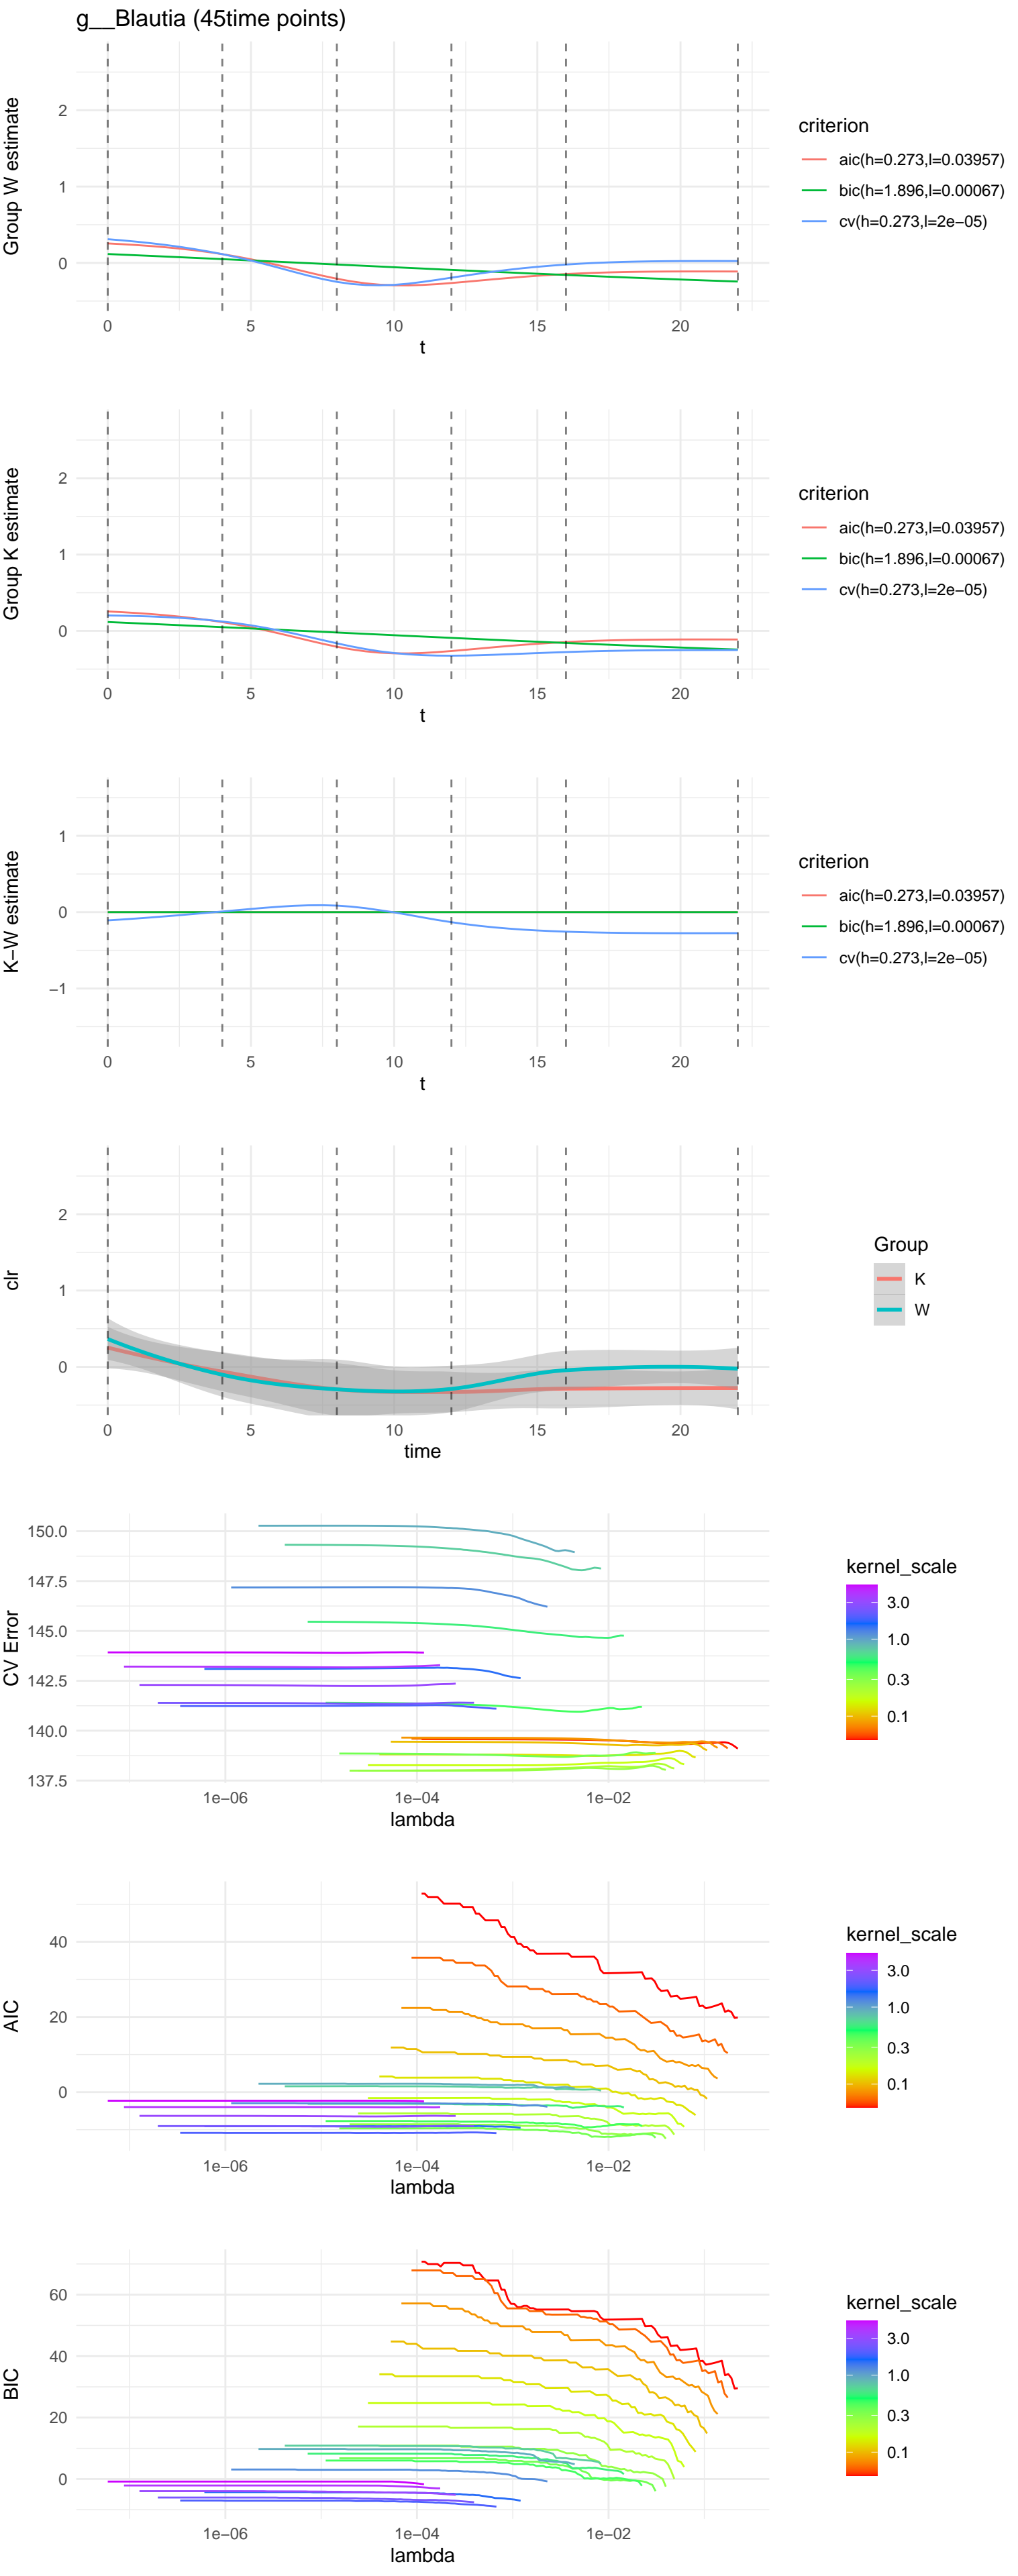 g__Blautia (45time points)
Group W estimate
2
1
0
0
5
10
15
20
t
criterion
aic(h=0.273,l=0.03957)
bic(h=1.896,l=0.00067)
cv(h=0.273,l=2e−05)
Group K estimate
2
1
0
0
5
10
15
20
t
criterion
aic(h=0.273,l=0.03957)
bic(h=1.896,l=0.00067)
cv(h=0.273,l=2e−05)
K−W estimate
1
0
−1
0
5
10
15
20
t
criterion
aic(h=0.273,l=0.03957)
bic(h=1.896,l=0.00067)
cv(h=0.273,l=2e−05)
clr
2
1
0
0
5
10
15
20
time
Group
K
W
CV Error
150.0
147.5
145.0
142.5
140.0
137.5
1e−06
1e−04
1e−02
lambda
kernel_scale
3.0
1.0
0.3
0.1
AIC
40
20
0
1e−06
1e−04
1e−02
lambda
kernel_scale
3.0
1.0
0.3
0.1
BIC
60
40
20
0
1e−06
1e−04
1e−02
lambda
kernel_scale
3.0
1.0
0.3
0.1